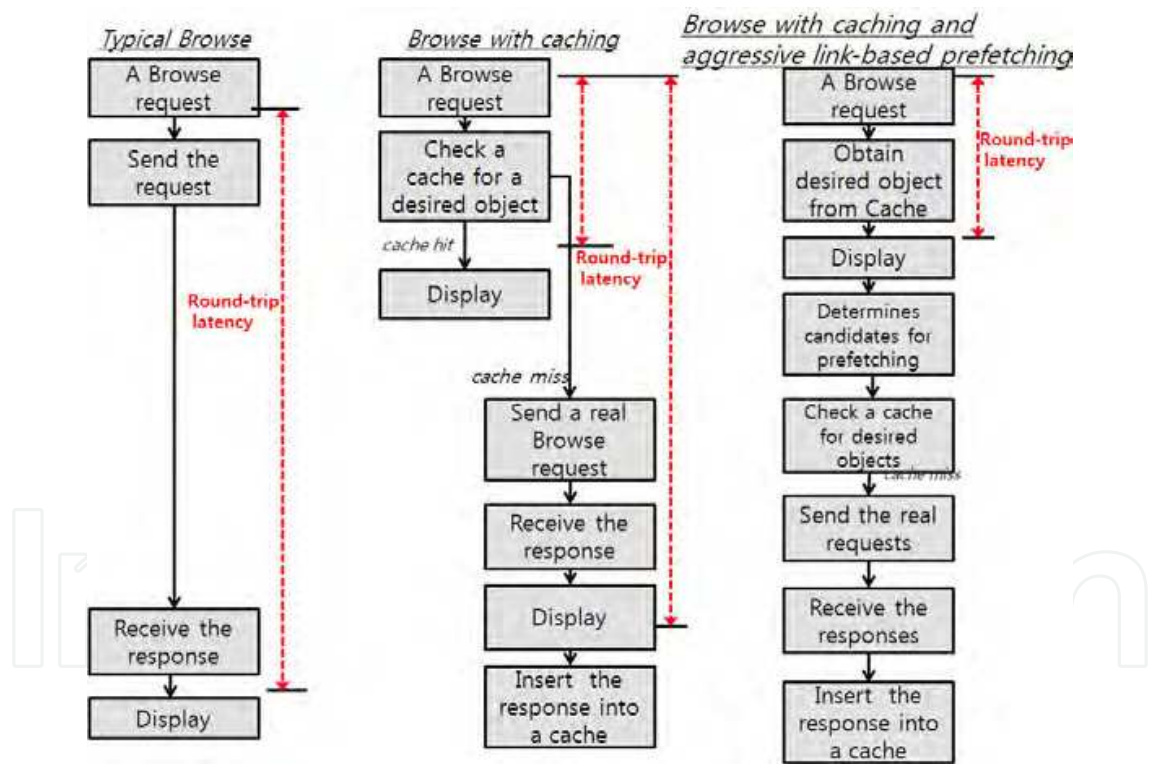 Typical Browse
A Browse
request
Send the
request
Round-trip
latency
Receive the
response
Display
Browse with caching
A Browse
request
Check a
cache for a
desired object
cache hit
Display
Round-trip
latency
cache miss
Send a real
Browse
request
Receive the
response
Display
Insert the
response into
a cache
Browse with caching and
aggressive link-based prefetching
A Browse
request
Round-trip
latency
Obtain
desired object
from Cache
Display
Determines
candidates for
prefetching
Check a cache
for desired
objects
cache miss
Send the real
requests
Receive the
responses
Insert the
response into
a cache